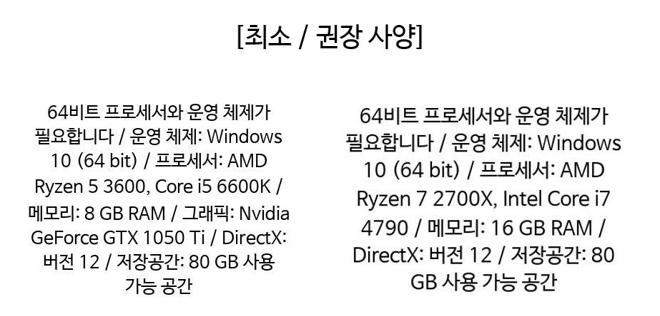 [최소 / 권장 사양]
64비트 프로세서와 운영 체제가
필요합니다 / 운영 체제: Windows
10 (64 bit) / 프로세서: AMD
Ryzen 5 3600, Core i5 6600K /
메모리: 8 GB RAM / 그래픽: Nvidia
GeForce GTX 1050 Ti / DirectX:
버전 12 / 저장공간: 80 GB 사용
가능 공간
64비트 프로세서와 운영 체제가
필요합니다 / 운영 체제: Windows
10 (64 bit) / 프로세서: AMD
Ryzen 7 2700X, Intel Core i7
4790 / 메모리: 16 GB RAM /
DirectX: 버전 12 / 저장공간: 80
GB 사용 가능 공간